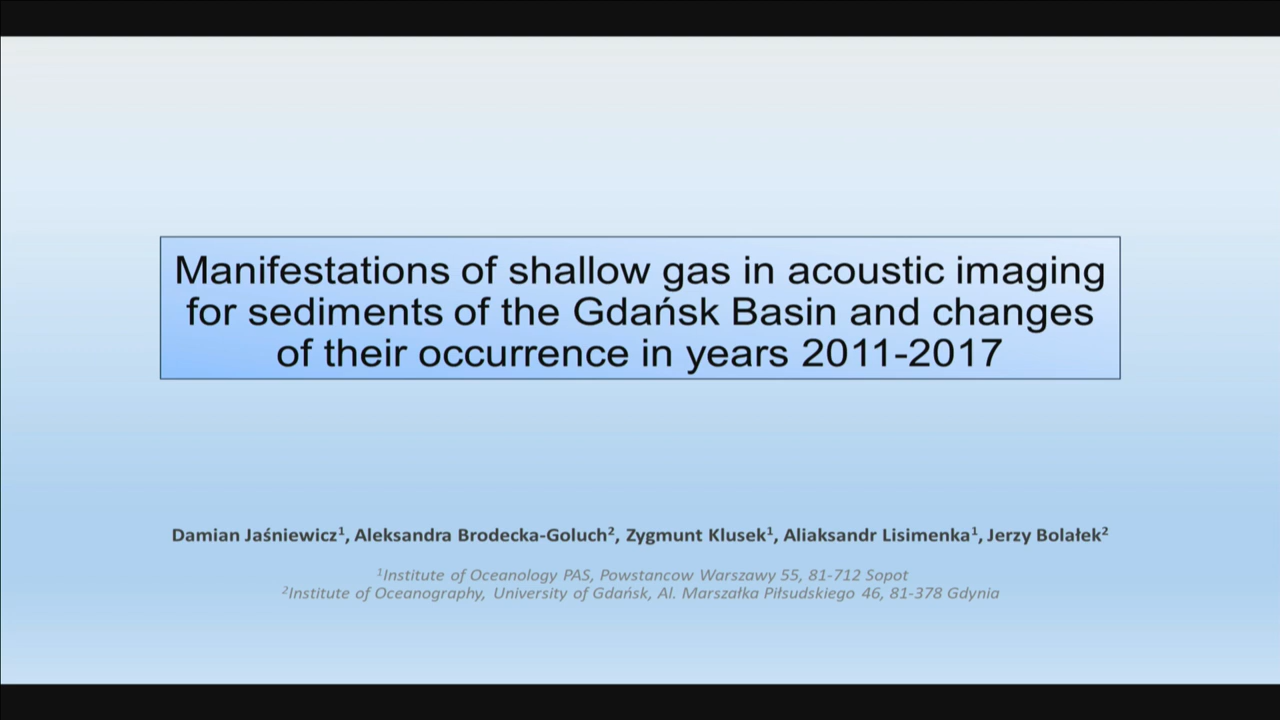 Manifestations of shallow gas in acoustic imaging
for sediments of the Gdańsk Basin and changes
of their occurrence in years 2011-2017
Damian Jaśniewicz¹, Aleksandra Brodecka-Goluch², Zygmunt Klusek¹, Aliaksandr Lisimenka¹, Jerzy Bolałek²
¹Institute of Oceanology PAS, Powstancow Warszawy 55, 81-712 Sopot
²Institute of Oceanography, University of Gdańsk, Al. Marszałka Piłsudskiego 46, 81-378 Gdynia